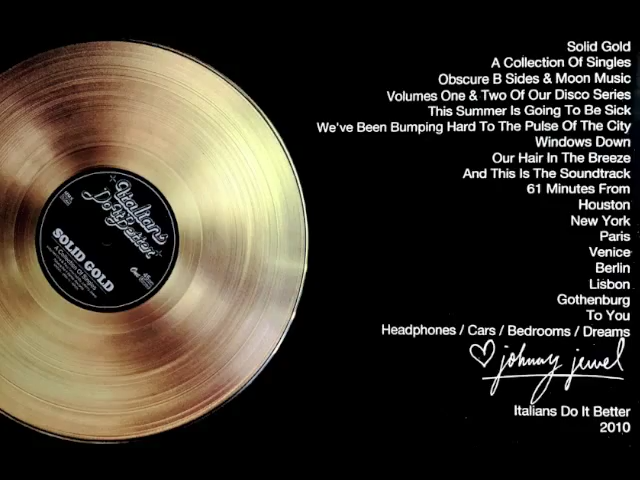 Italians
Do It Better
SOLID GOLD
A Collection Of Singles
Solid Gold
A Collection Of Singles
Obscure B Sides & Moon Music
Volumes One & Two Of Our Disco Series
This Summer Is Going To Be Sick
We've Been Bumping Hard To The Pulse Of The City
Windows Down
Our Hair In The Breeze
And This Is The Soundtrack
61 Minutes From
Houston
New York
Paris
Venice
Berlin
Lisbon
Gothenburg
To You
Headphones / Cars / Bedrooms / Dreams
johnny jewel
Italians Do It Better
2010